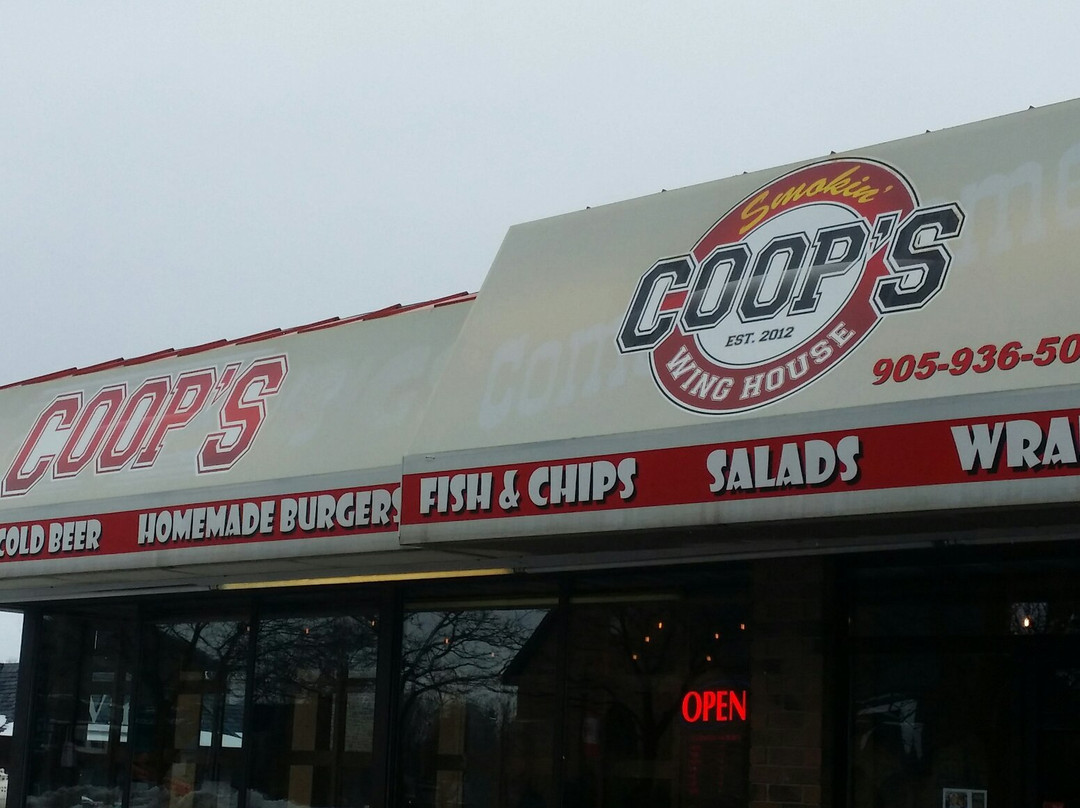 COOP'S
COLD BEER
HOMEMADE BURGERS
Smokin'
COOP'S
EST. 2012
WING HOUSE
905-936-50
FISH & CHIPS
SALADS
WRA
OPEN